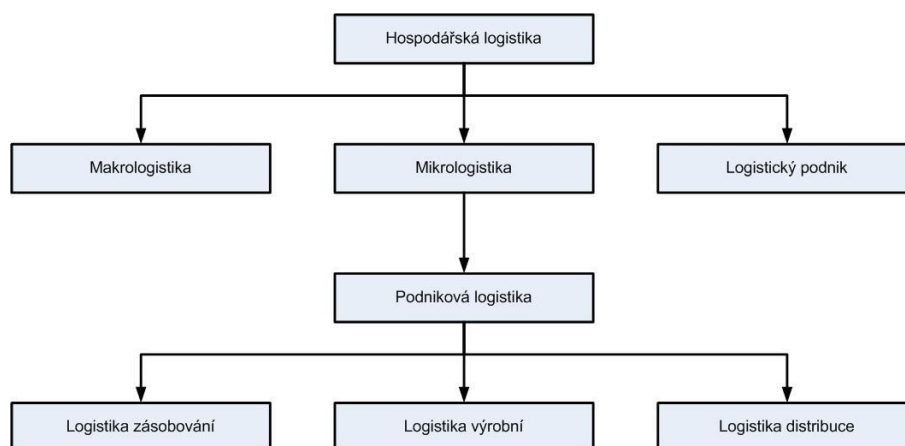 Hospodářská logistika
Makrologistika
Mikrologistika
Logistický podnik
Podniková logistika
Logistika zásobování
Logistika výrobní
Logistika distribuce